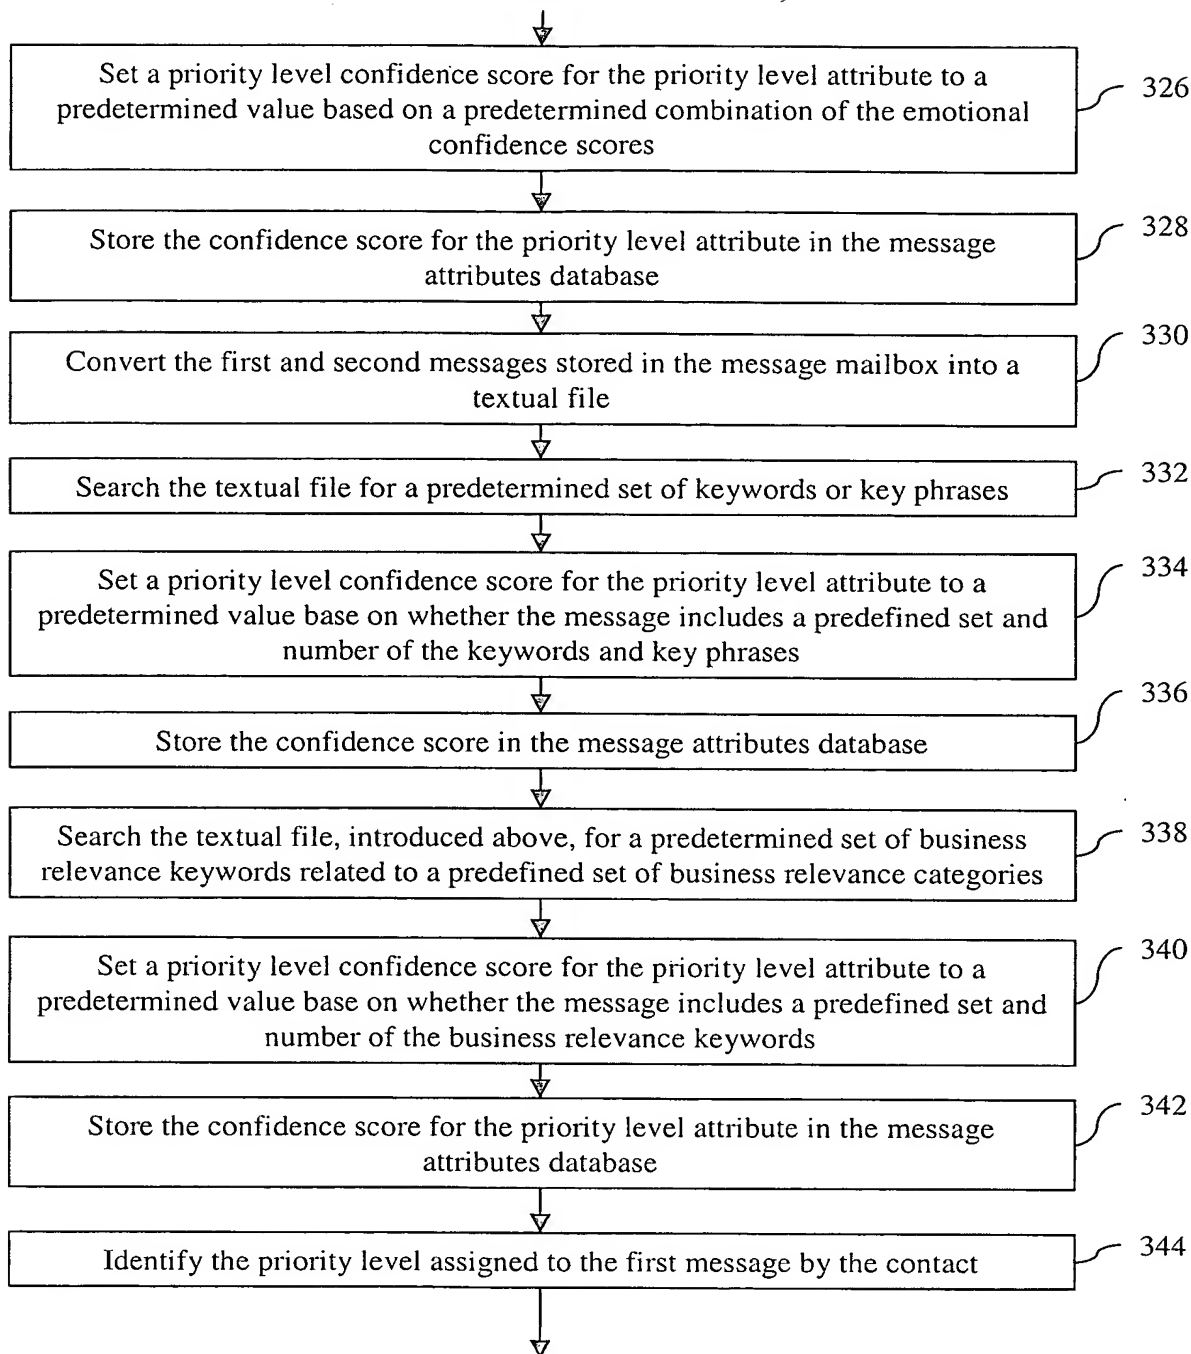 Set a priority level confidence score for the priority level attribute to a
predetermined value based on a predetermined combination of the emotional
confidence scores
326
Store the confidence score for the priority level attribute in the message
attributes database
328
Convert the first and second messages stored in the message mailbox into a
textual file
330
Search the textual file for a predetermined set of keywords or key phrases
332
Set a priority level confidence score for the priority level attribute to a
predetermined value base on whether the message includes a predefined set and
number of the keywords and key phrases
334
Store the confidence score in the message attributes database
336
Search the textual file, introduced above, for a predetermined set of business
relevance keywords related to a predefined set of business relevance categories
338
Set a priority level confidence score for the priority level attribute to a
predetermined value base on whether the message includes a predefined set and
number of the business relevance keywords
340
Store the confidence score for the priority level attribute in the message
attributes database
342
Identify the priority level assigned to the first message by the contact
344